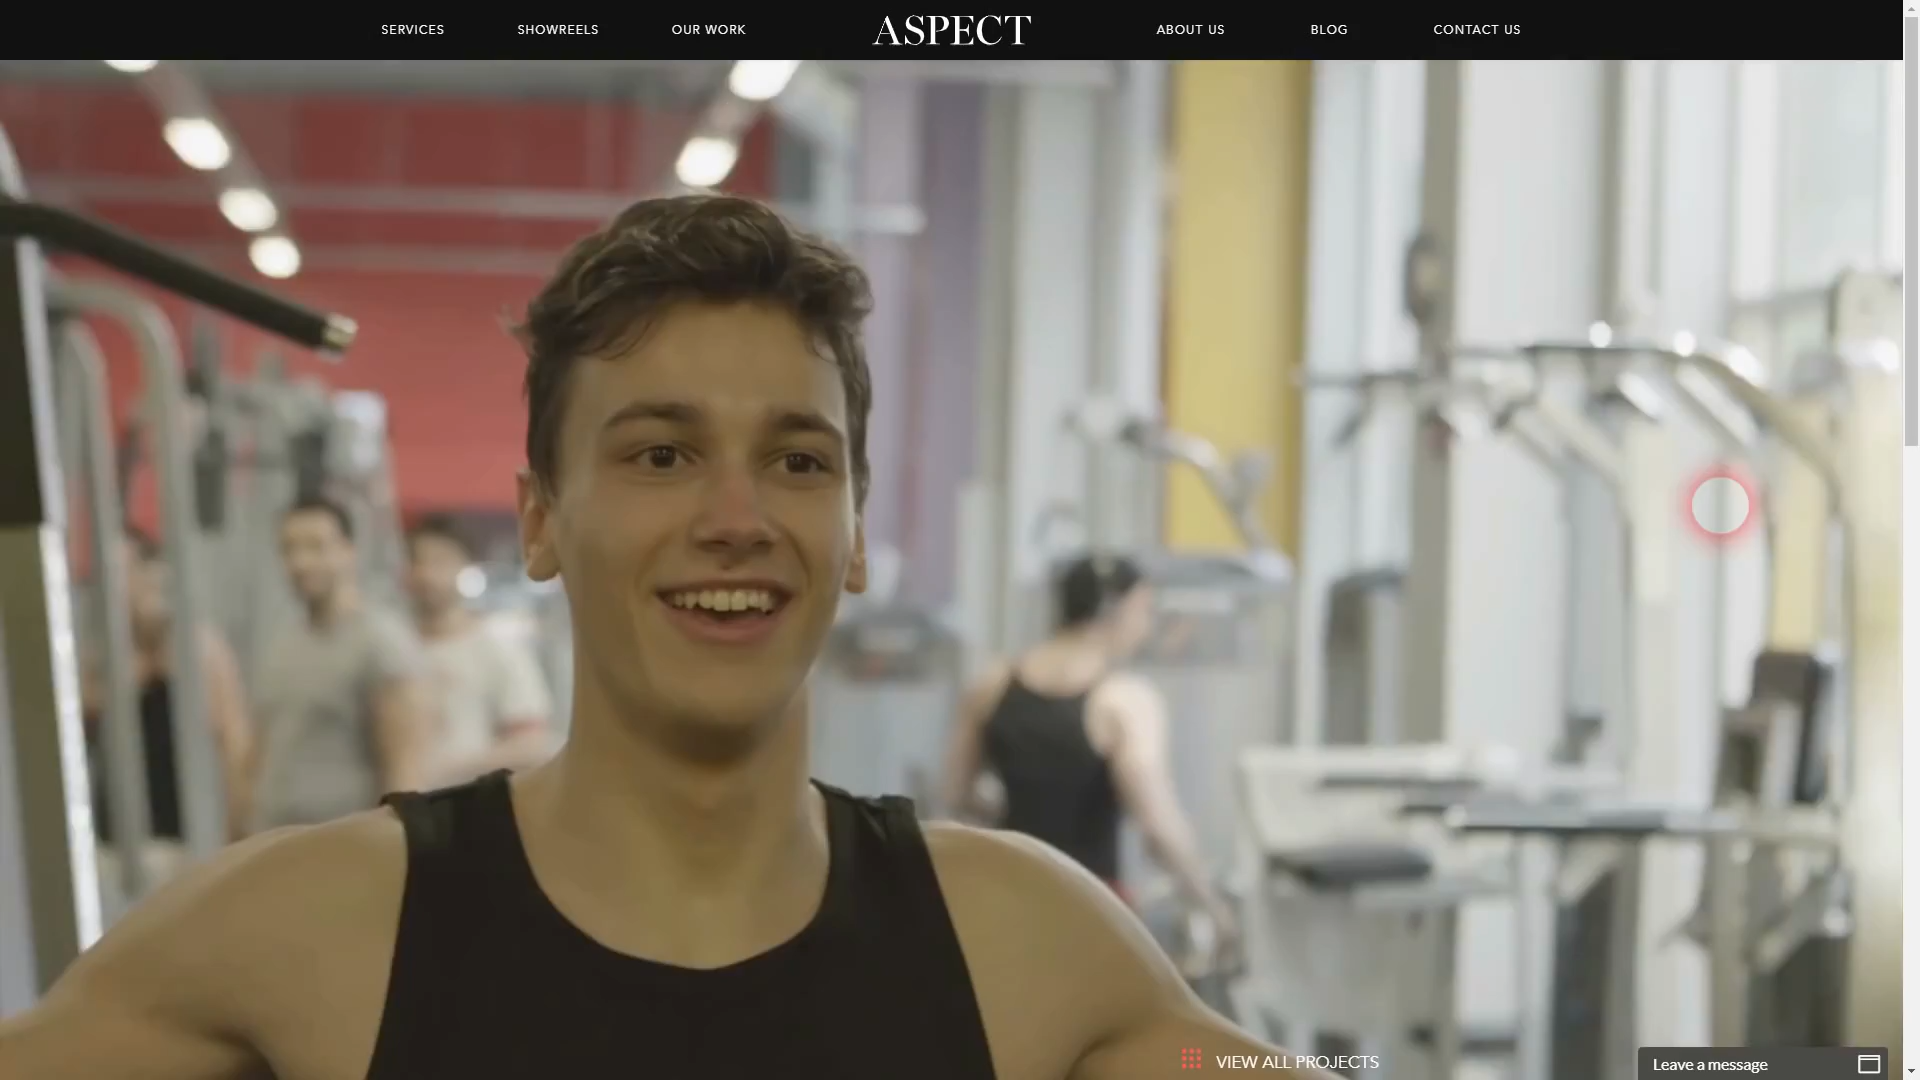 SERVICES SHOWREELS OUR WORK ASPECT ABOUT US BLOG CONTACT US
VIEW ALL PROJECTS
Leave a message